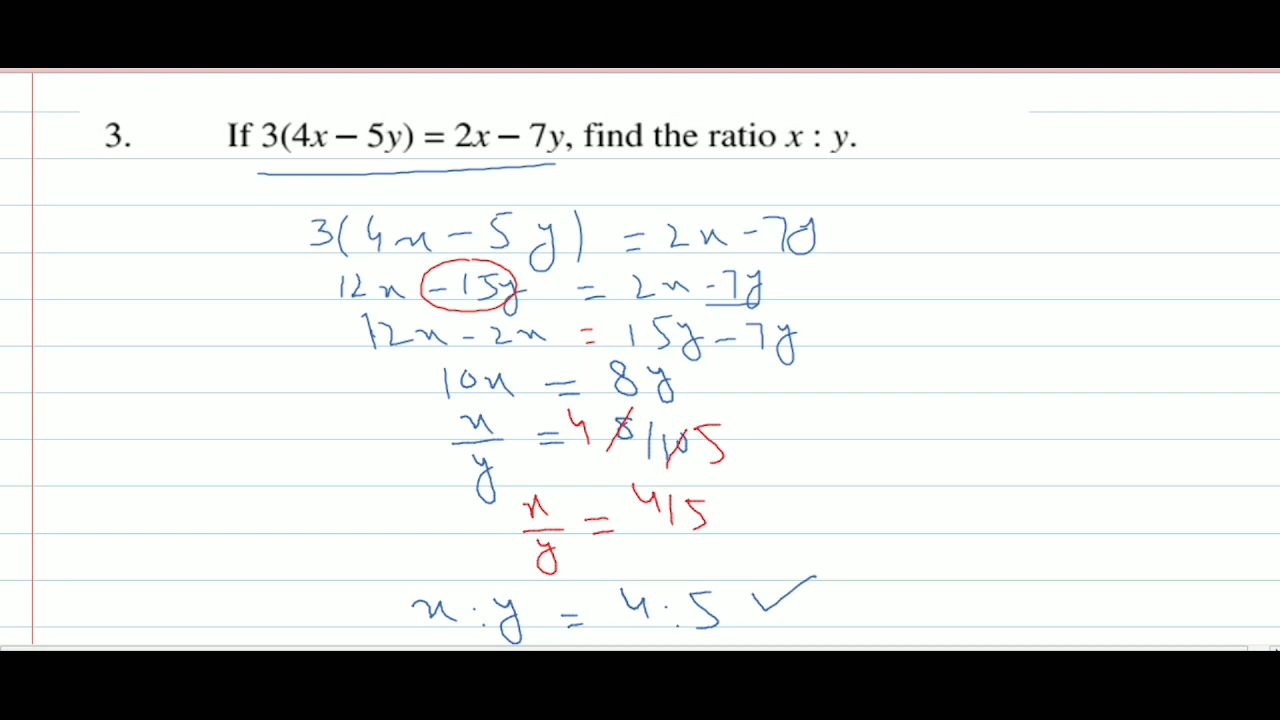 3. If 3(4x – 5y) = 2x – 7y, find the ratio x : y.
3(4x - 5y) = 2x - 7y
12x - 15y = 2x - 7y
12x - 2x = 15y - 7y
10x = 8y
x/y = 4 8/10 5
x/y = 4/5
x : y = 4 : 5 ✓